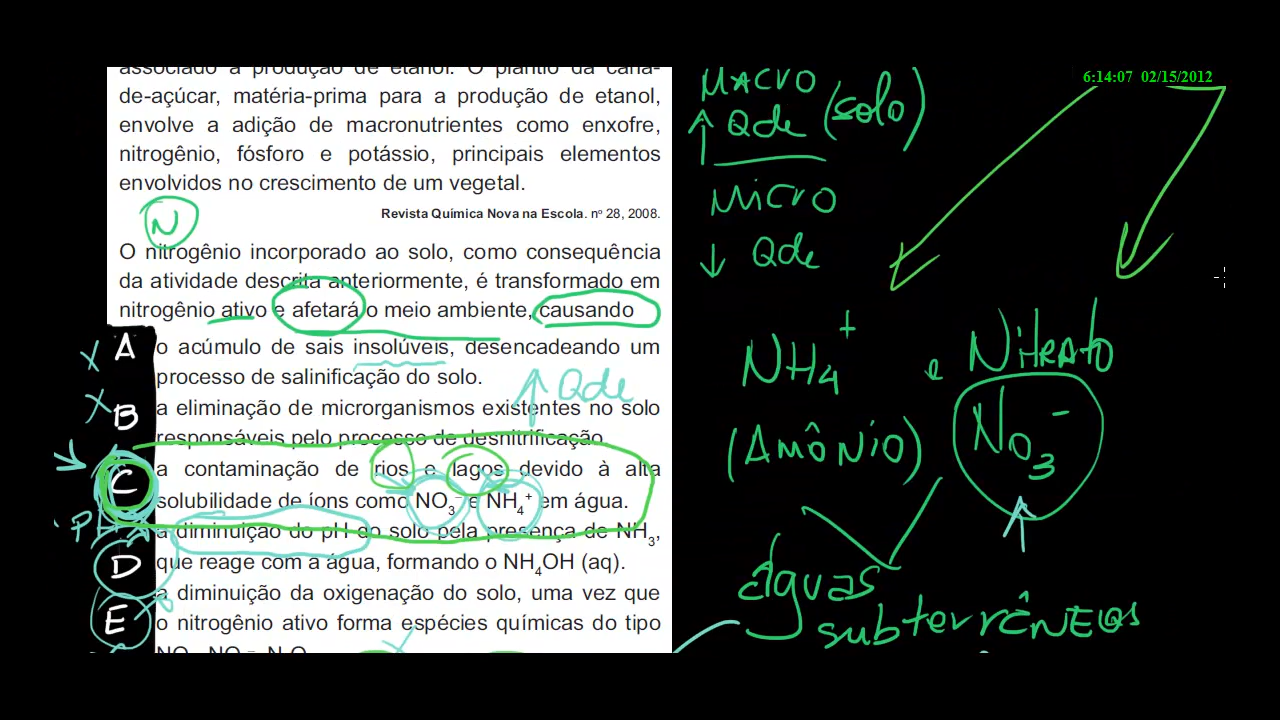 associado à produção de etanol. O plantio da cana-
de-açúcar, matéria-prima para a produção de etanol,
envolve a adição de macronutrientes como enxofre,
nitrogênio, fósforo e potássio, principais elementos
envolvidos no crescimento de um vegetal.
Revista Química Nova na Escola. nº 28, 2008.
N
O nitrogênio incorporado ao solo, como consequência
da atividade descrita anteriormente, é transformado em
nitrogênio ativo e afetará o meio ambiente, causando
A
o acúmulo de sais insolúveis, desencadeando um
processo de salinificação do solo.
↑ Qde
B
a eliminação de microrganismos existentes no solo
responsáveis pelo processo de desnitrificação.
C
a contaminação de rios e lagos devido à alta
solubilidade de íons como NO₃⁻ e NH₄⁺ em água.
D
a diminuição do pH do solo pela presença de NH₃,
que reage com a água, formando o NH₄OH (aq).
E
a diminuição da oxigenação do solo, uma vez que
o nitrogênio ativo forma espécies químicas do tipo
MACRO
↑ Qde (solo)
MICRO
↓ Qde
6:14:07 02/15/2012
NH₄⁺ e NitRAto
(AMÔNIO) NO₃⁻
águas
subterrâNEas